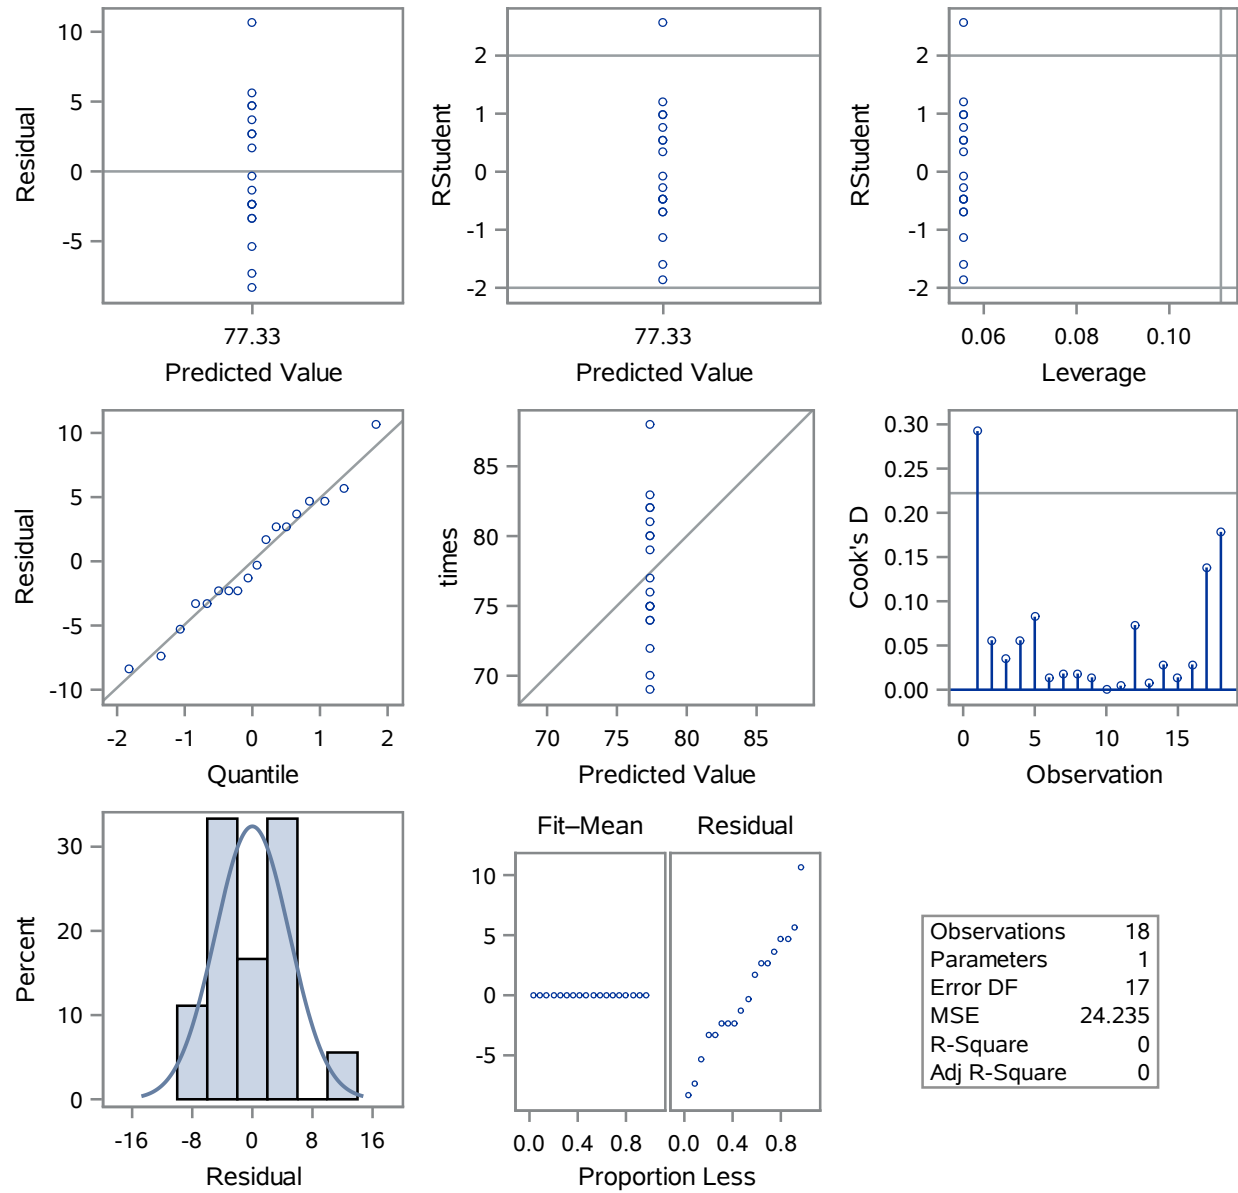 10
5
0
-5
Residual
77.33
Predicted Value
2
1
0
-1
-2
RStudent
77.33
Predicted Value
2
1
0
-1
-2
RStudent
0.06 0.08 0.10
Leverage
10
5
0
-5
-10
Residual
-2 -1 0 1 2
Quantile
85
80
75
70
times
70 75 80 85
Predicted Value
0.30
0.25
0.20
0.15
0.10
0.05
0.00
Cook's D
0 5 10 15
Observation
30
20
10
0
Percent
-16 -8 0 8 16
Residual
Fit–Mean Residual
10
5
0
-5
0.0 0.4 0.8 0.0 0.4 0.8
Proportion Less
Observations 18
Parameters 1
Error DF 17
MSE 24.235
R-Square 0
Adj R-Square 0